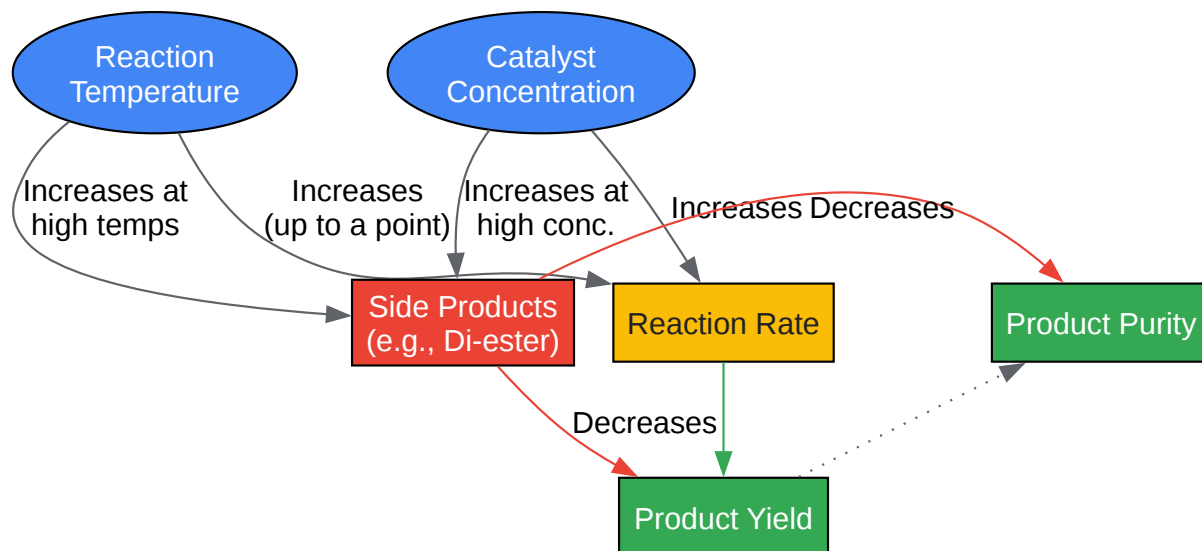 Reaction
Temperature
Catalyst
Concentration
Increases at
high temps
Increases
(up to a point)
Increases at
high conc.
Increases
Decreases
Side Products
(e.g., Di-ester)
Reaction Rate
Product Purity
Decreases
Product Yield